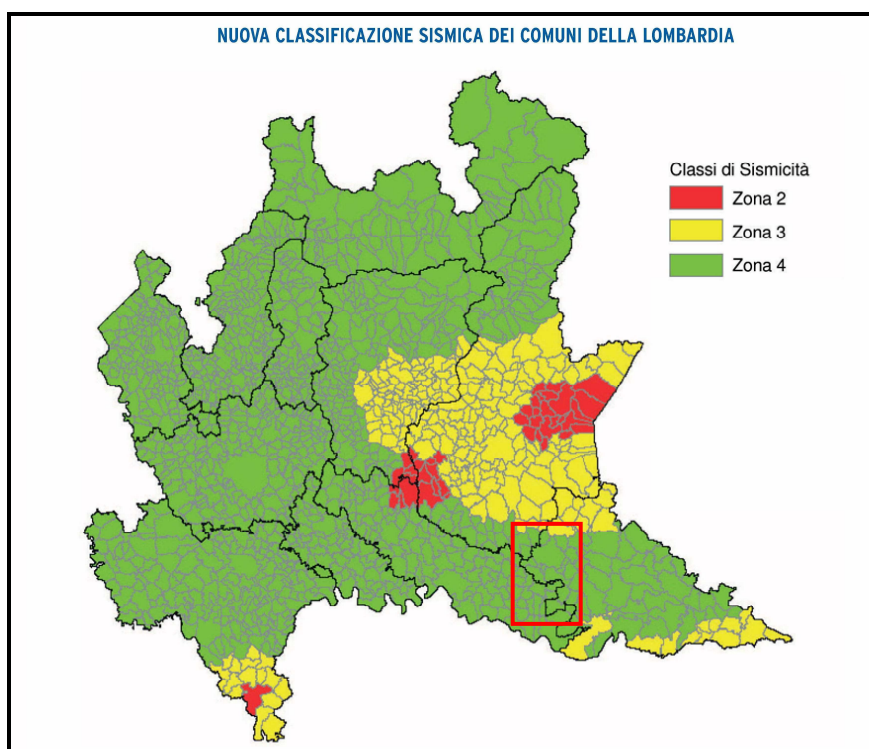 NUOVA CLASSIFICAZIONE SISMICA DEI COMUNI DELLA LOMBARDIA
Classi di Sismicità
Zona 2
Zona 3
Zona 4